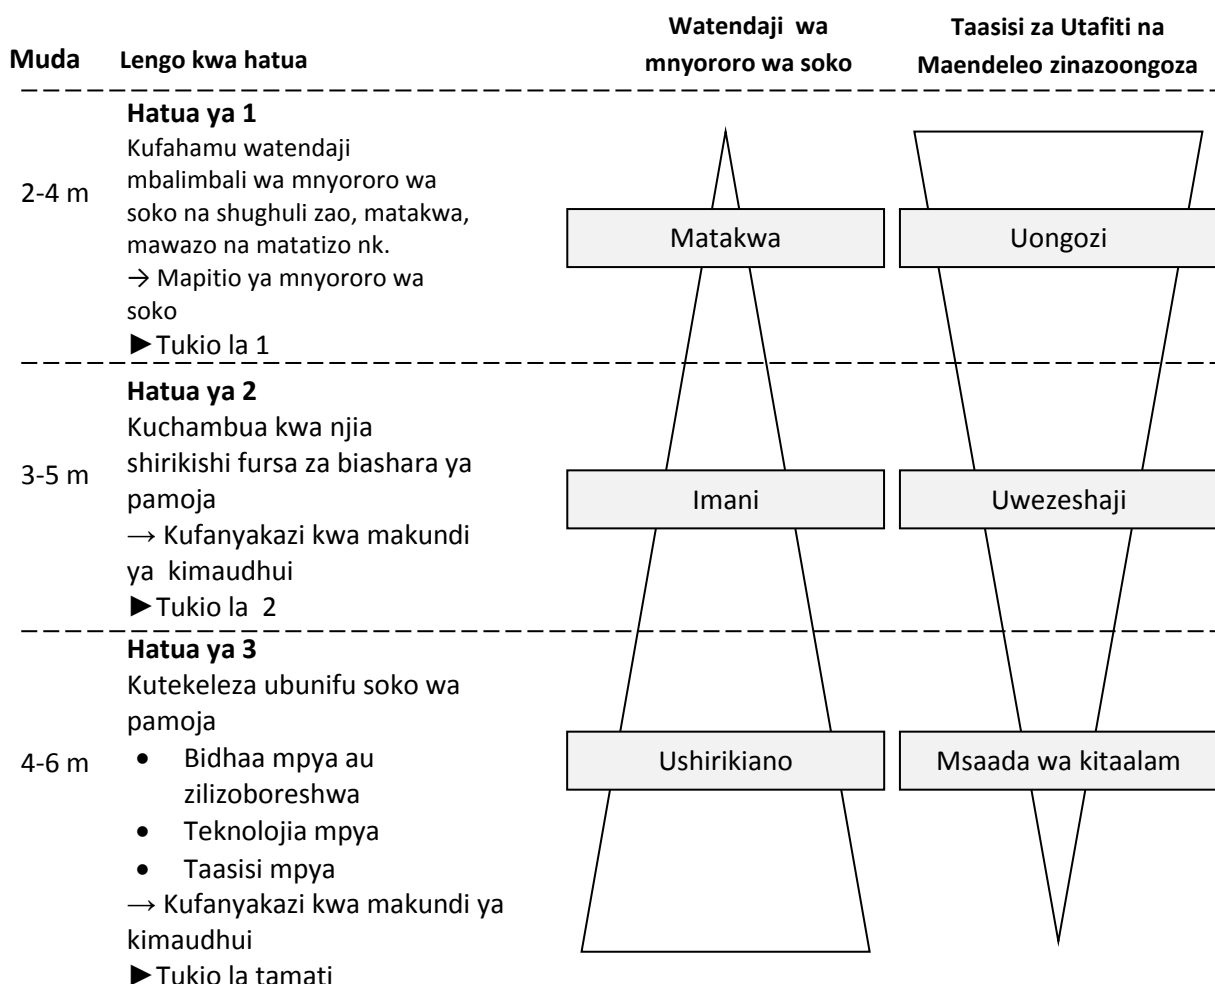 Muda
Lengo kwa hatua
Watendaji wa
mnyororo wa soko
Taasisi za Utafiti na
Maendeleo zinazoongoza
2-4 m
Hatua ya 1
Kufahamu watendaji
mbalimbali wa mnyororo wa
soko na shughuli zao, matakwa,
mawazo na matatizo nk.
→ Mapitio ya mnyororo wa
soko
►Tukio la 1
Matakwa
Uongozi
3-5 m
Hatua ya 2
Kuchambua kwa njia
shirikishi fursa za biashara ya
pamoja
→ Kufanyakazi kwa makundi
ya kimaudhui
►Tukio la 2
Imani
Uwezeshaji
4-6 m
Hatua ya 3
Kutekeleza ubunifu soko wa
pamoja
• Bidhaa mpya au
zilizoboreshwa
• Teknolojia mpya
• Taasisi mpya
→ Kufanyakazi kwa makundi ya
kimaudhui
►Tukio la tamati
Ushirikiano
Msaada wa kitaalam